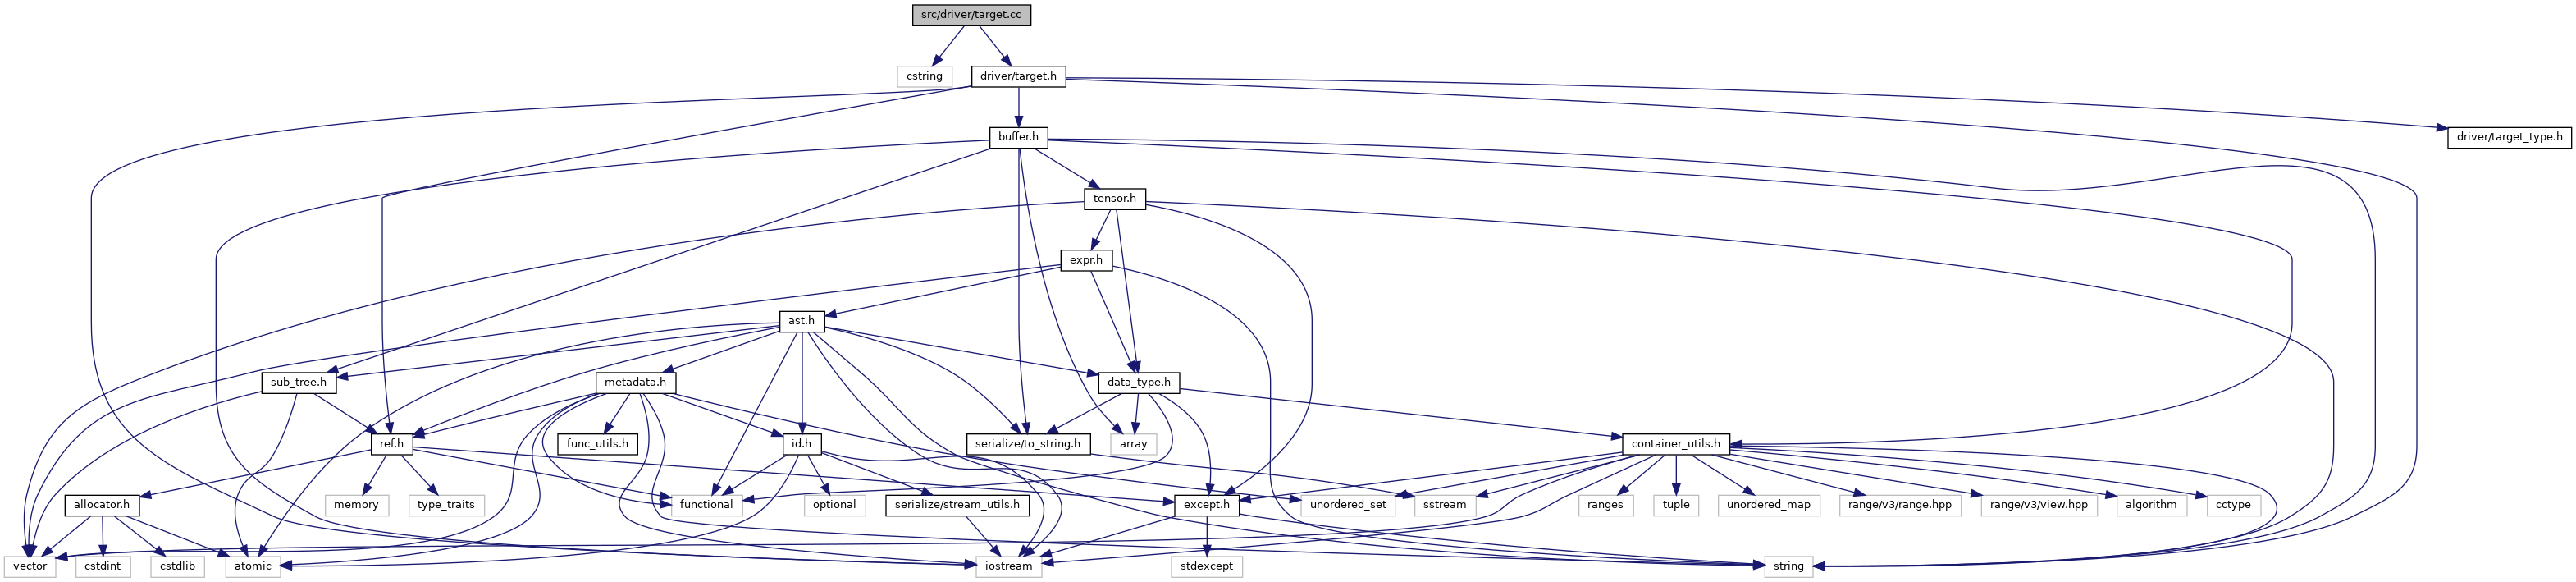 src/driver/target.cc
cstring
driver/target.h
buffer.h
driver/target_type.h
tensor.h
expr.h
ast.h
sub_tree.h
metadata.h
data_type.h
ref.h
func_utils.h
id.h
serialize/to_string.h
array
container_utils.h
allocator.h
memory
type_traits
functional
optional
serialize/stream_utils.h
except.h
unordered_set
sstream
ranges
tuple
unordered_map
range/v3/range.hpp
range/v3/view.hpp
algorithm
cctype
vector
cstdint
cstdlib
atomic
iostream
stdexcept
string